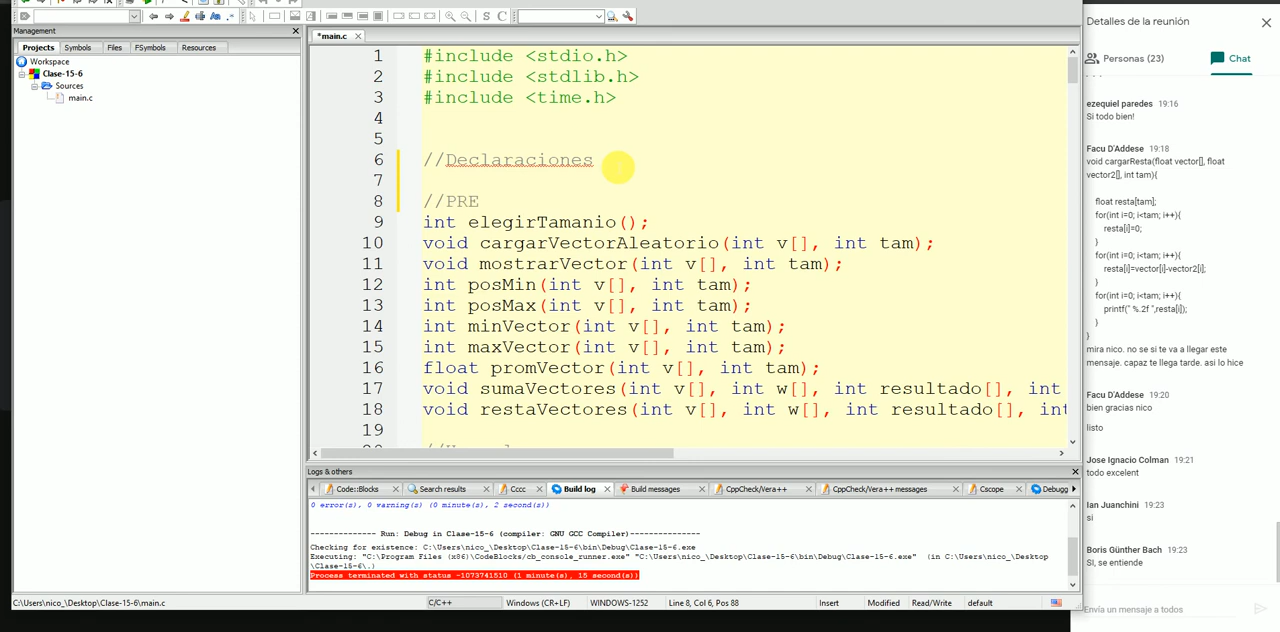 Management
Projects Symbols Files FSymbols Resources
Workspace
Clase-15-6
Sources
main.c
*main.c
1 #include <stdio.h>
2 #include <stdlib.h>
3 #include <time.h>
4
5
6 //Declaraciones
7
8 //PRE
9 int elegirTamanio();
10 void cargarVectorAleatorio(int v[], int tam);
11 void mostrarVector(int v[], int tam);
12 int posMin(int v[], int tam);
13 int posMax(int v[], int tam);
14 int minVector(int v[], int tam);
15 int maxVector(int v[], int tam);
16 float promVector(int v[], int tam);
17 void sumaVectores(int v[], int w[], int resultado[], int
18 void restaVectores(int v[], int w[], int resultado[], int
19
Logs & others
Code::Blocks Search results Cccc Build log Build messages CppCheck/Vera++ CppCheck/Vera++ messages Cscope Debugg
0 error(s), 0 warning(s) (0 minute(s), 2 second(s))
-------------- Run: Debug in Clase-15-6 (compiler: GNU GCC Compiler)---------------
Checking for existence: C:\Users\nico_\Desktop\Clase-15-6\bin\Debug\Clase-15-6.exe
Executing: "C:\Program Files (x86)\CodeBlocks/cb_console_runner.exe" "C:\Users\nico_\Desktop\Clase-15-6\bin\Debug\Clase-15-6.exe" (in C:\Users\nico_\Desktop
\Clase-15-6\.)
Process terminated with status -1073741510 (1 minute(s), 15 second(s))
C:\Users\nico_\Desktop\Clase-15-6\main.c C/C++ Windows (CR+LF) WINDOWS-1252 Line 8, Col 6, Pos 88 Insert Modified Read/Write default
Detalles de la reunión
Personas (23) Chat
ezequiel paredes 19:16
Si todo bien!
Facu D'Addese 19:18
void cargarResta(float vector[], float
vector2[], int tam){
float resta[tam];
for(int i=0; i<tam; i++){
resta[i]=0;
}
for(int i=0; i<tam; i++){
resta[i]=vector[i]-vector2[i];
}
for(int i=0; i<tam; i++){
printf(" %.2f ",resta[i]);
}
}
mira nico. no se si te va a llegar este
mensaje. capaz te llega tarde. asi lo hice
Facu D'Addese 19:20
bien gracias nico
listo
Jose Ignacio Colman 19:21
todo excelent
Ian Juanchini 19:23
si
Boris Günther Bach 19:23
SI, se entiende
Envía un mensaje a todos